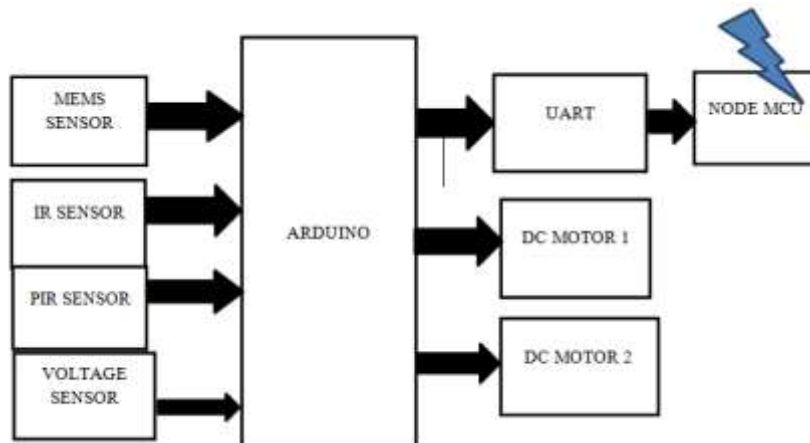 MEMS
SENSOR
IR SENSOR
PIR SENSOR
VOLTAGE
SENSOR
ARDUINO
UART
NODE MCU
DC MOTOR 1
DC MOTOR 2